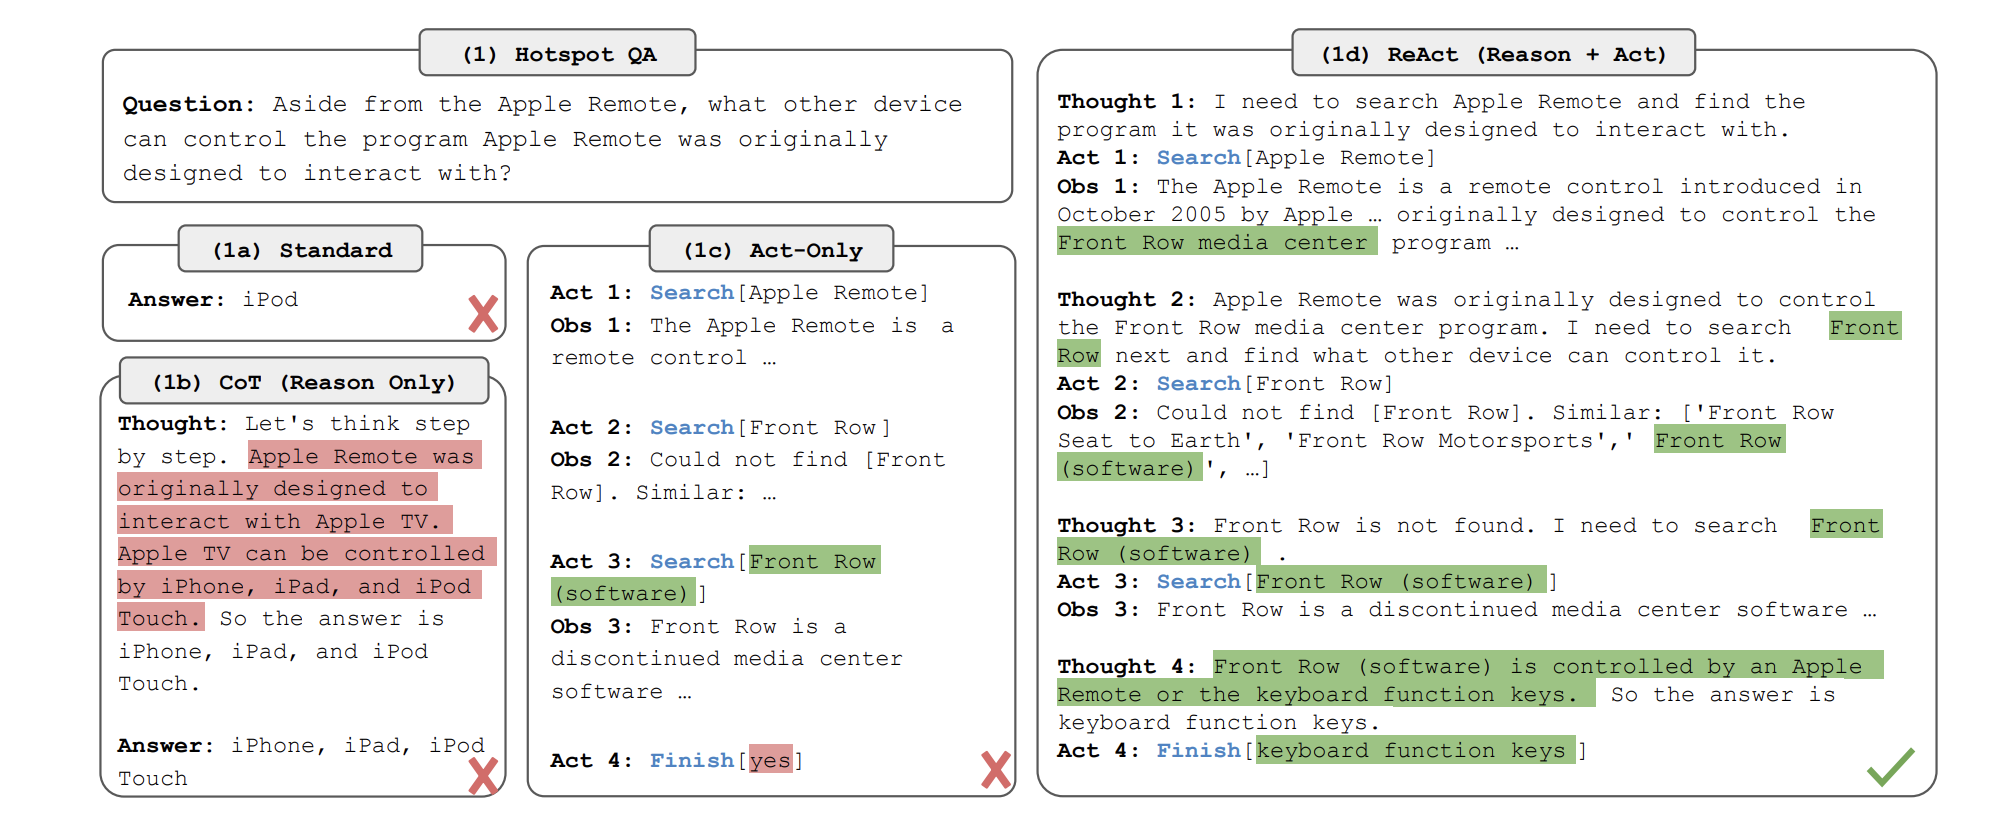 (1) Hotspot QA
Question: Aside from the Apple Remote, what other device
can control the program Apple Remote was originally
designed to interact with?
(1a) Standard
Answer: iPod
(1b) CoT (Reason Only)
Thought: Let's think step
by step. Apple Remote was
originally designed to
interact with Apple TV.
Apple TV can be controlled
by iPhone, iPad, and iPod
Touch. So the answer is
iPhone, iPad, and iPod
Touch.
Answer: iPhone, iPad, iPod
Touch
(1c) Act-Only
Act 1: Search[Apple Remote]
Obs 1: The Apple Remote is a
remote control …
Act 2: Search[Front Row]
Obs 2: Could not find [Front
Row]. Similar: …
Act 3: Search[Front Row
(software)]
Obs 3: Front Row is a
discontinued media center
software …
Act 4: Finish[yes]
(1d) ReAct (Reason + Act)
Thought 1: I need to search Apple Remote and find the
program it was originally designed to interact with.
Act 1: Search[Apple Remote]
Obs 1: The Apple Remote is a remote control introduced in
October 2005 by Apple … originally designed to control the
Front Row media center program …
Thought 2: Apple Remote was originally designed to control
the Front Row media center program. I need to search Front
Row next and find what other device can control it.
Act 2: Search[Front Row]
Obs 2: Could not find [Front Row]. Similar: ['Front Row
Seat to Earth', 'Front Row Motorsports',' Front Row
(software)', …]
Thought 3: Front Row is not found. I need to search Front
Row (software) .
Act 3: Search[Front Row (software)]
Obs 3: Front Row is a discontinued media center software …
Thought 4: Front Row (software) is controlled by an Apple
Remote or the keyboard function keys. So the answer is
keyboard function keys.
Act 4: Finish[keyboard function keys]